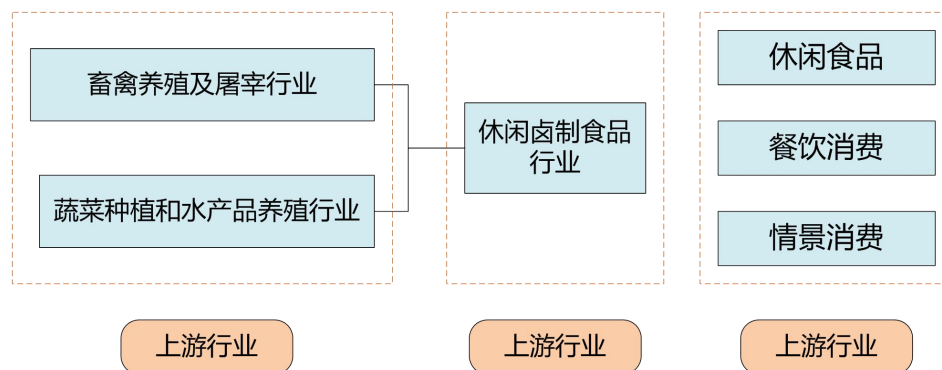 畜禽养殖及屠宰行业
蔬菜种植和水产品养殖行业
休闲卤制食品
行业
休闲食品
餐饮消费
情景消费
上游行业
上游行业
上游行业